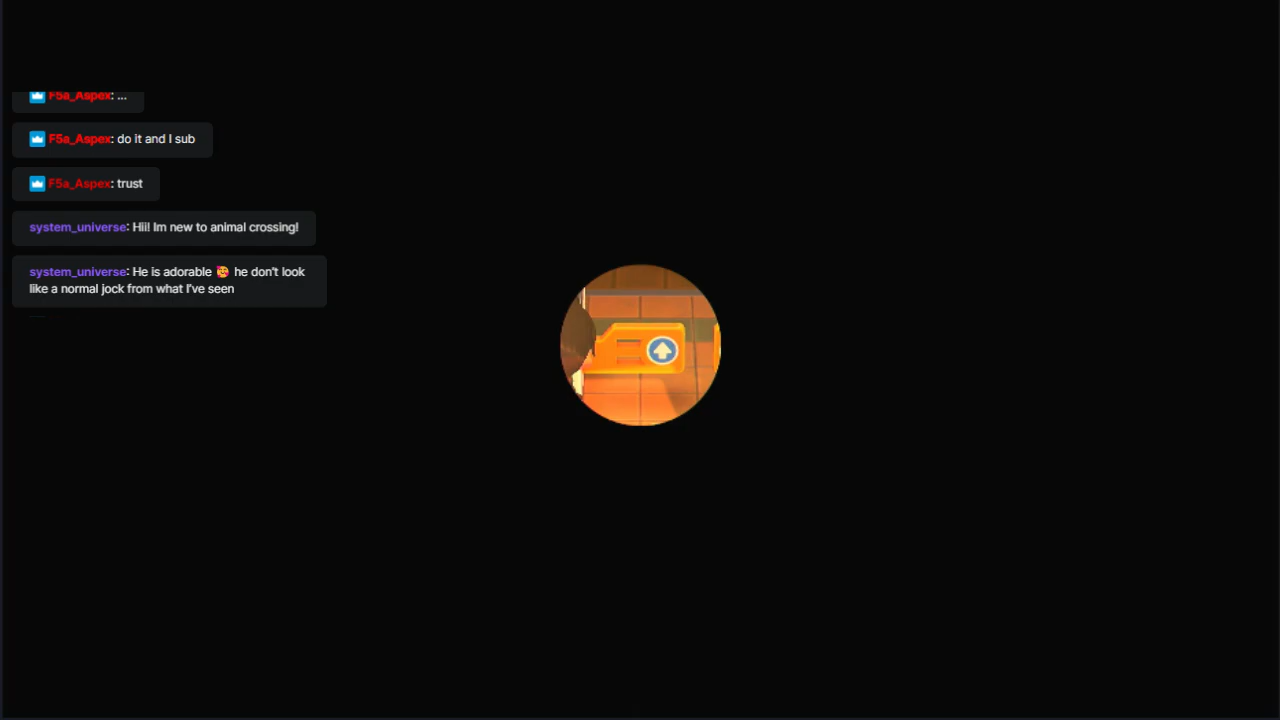 F5a_Aspex: ...
F5a_Aspex: do it and I sub
F5a_Aspex: trust
system_universe: Hii! Im new to animal crossing!
system_universe: He is adorable 🥰 he don't look
like a normal jock from what I've seen